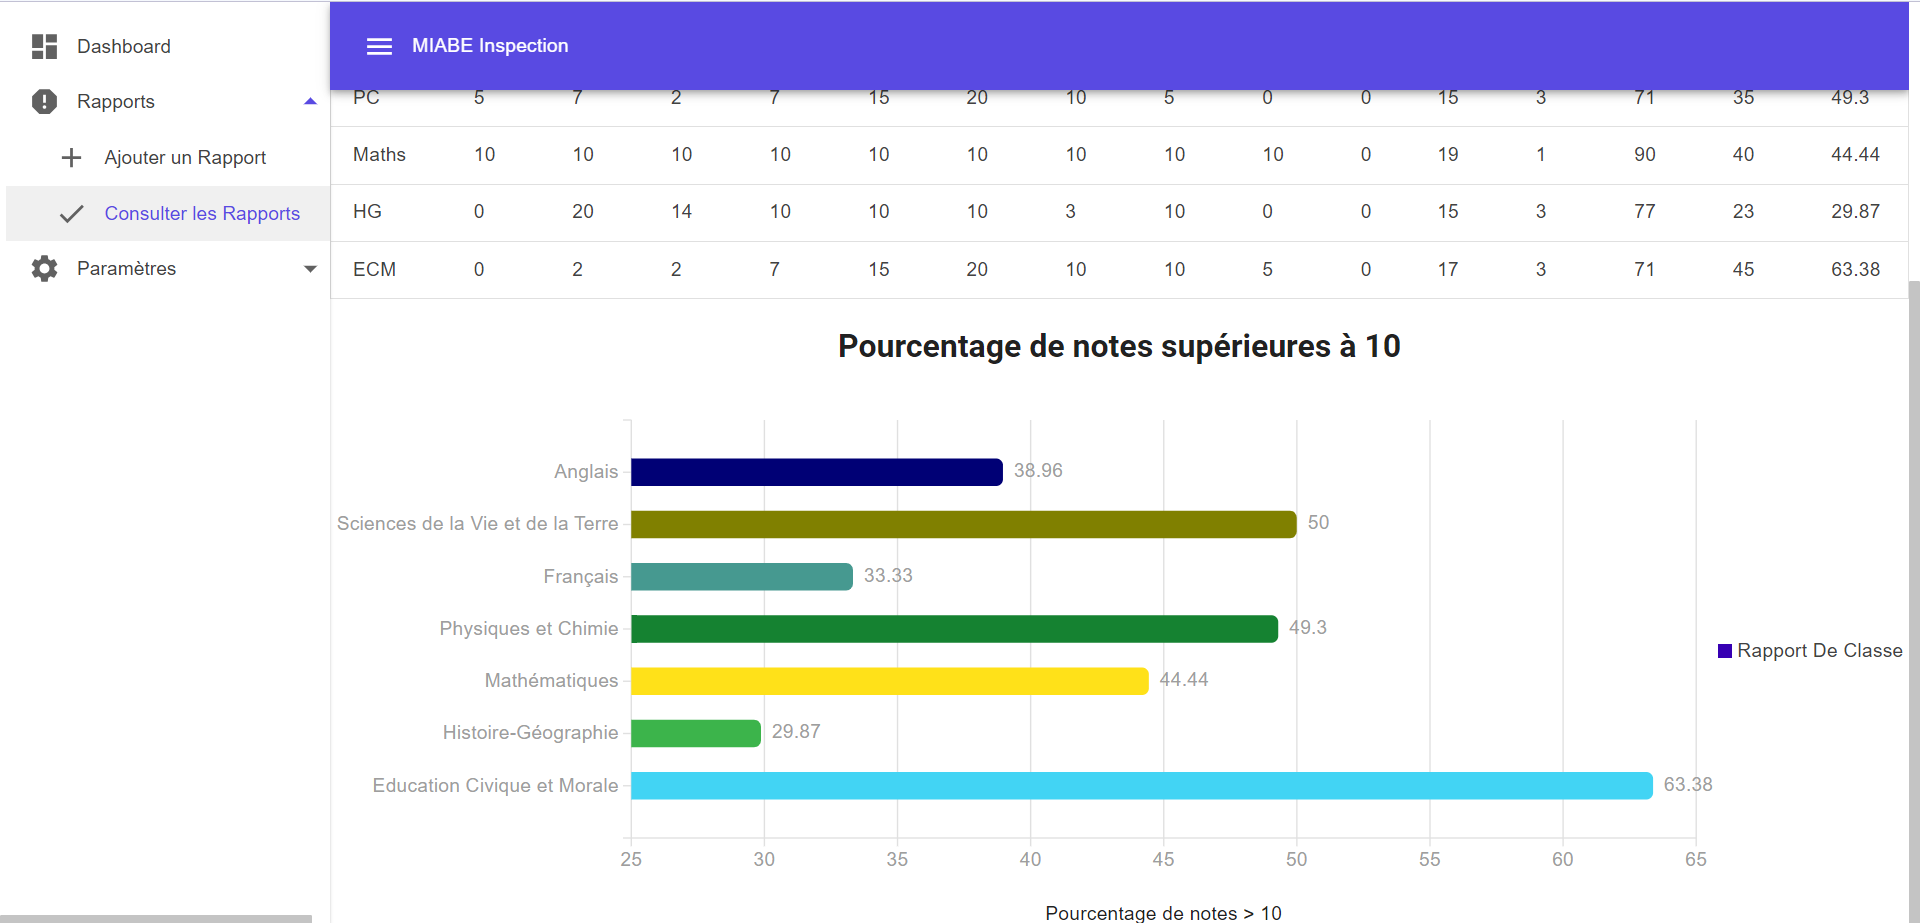 Dashboard
MIABE Inspection
Rapports
PC 5 7 2 7 15 20 10 5 0 0 15 3 71 35 49.3
Ajouter un Rapport
Maths 10 10 10 10 10 10 10 10 10 0 19 1 90 40 44.44
Consulter les Rapports
HG 0 20 14 10 10 10 3 10 0 0 15 3 77 23 29.87
Paramètres
ECM 0 2 2 7 15 20 10 10 5 0 17 3 71 45 63.38
Pourcentage de notes supérieures à 10
Anglais 38.96
Sciences de la Vie et de la Terre 50
Français 33.33
Physiques et Chimie 49.3
Rapport De Classe
Mathématiques 44.44
Histoire-Géographie 29.87
Education Civique et Morale 63.38
25 30 35 40 45 50 55 60 65
Pourcentage de notes > 10